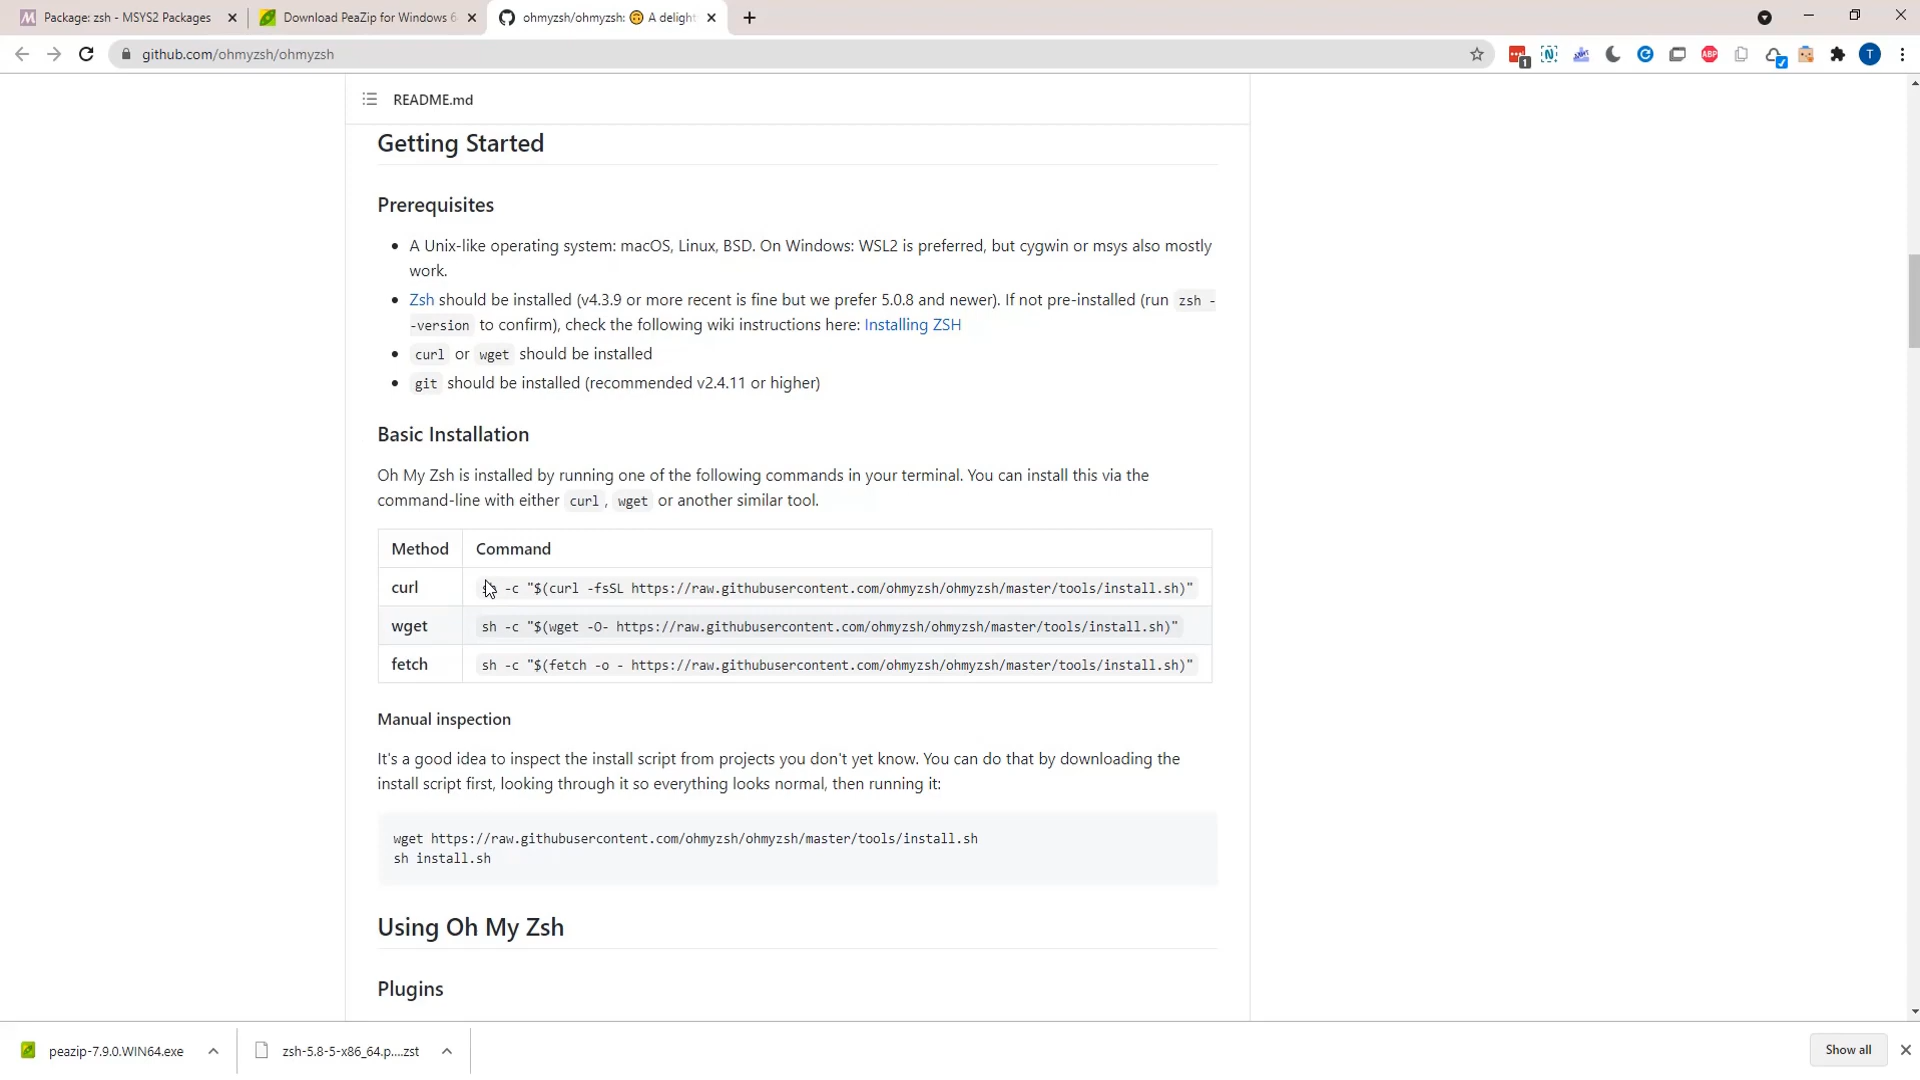 Package: zsh - MSYS2 Packages
Download PeaZip for Windows 6
ohmyzsh/ohmyzsh: 🙃 A deligh
github.com/ohmyzsh/ohmyzsh
1
ABP
T
README.md
Getting Started
Prerequisites
A Unix-like operating system: macOS, Linux, BSD. On Windows: WSL2 is preferred, but cygwin or msys also mostly
work.
Zsh should be installed (v4.3.9 or more recent is fine but we prefer 5.0.8 and newer). If not pre-installed (run zsh -
-version to confirm), check the following wiki instructions here: Installing ZSH
curl or wget should be installed
git should be installed (recommended v2.4.11 or higher)
Basic Installation
Oh My Zsh is installed by running one of the following commands in your terminal. You can install this via the
command-line with either curl, wget or another similar tool.
Method Command
curl sh -c "$(curl -fsSL https://raw.githubusercontent.com/ohmyzsh/ohmyzsh/master/tools/install.sh)"
wget sh -c "$(wget -O- https://raw.githubusercontent.com/ohmyzsh/ohmyzsh/master/tools/install.sh)"
fetch sh -c "$(fetch -o - https://raw.githubusercontent.com/ohmyzsh/ohmyzsh/master/tools/install.sh)"
Manual inspection
It's a good idea to inspect the install script from projects you don't yet know. You can do that by downloading the
install script first, looking through it so everything looks normal, then running it:
wget https://raw.githubusercontent.com/ohmyzsh/ohmyzsh/master/tools/install.sh
sh install.sh
Using Oh My Zsh
Plugins
peazip-7.9.0.WIN64.exe
zsh-5.8-5-x86_64.p....zst
Show all